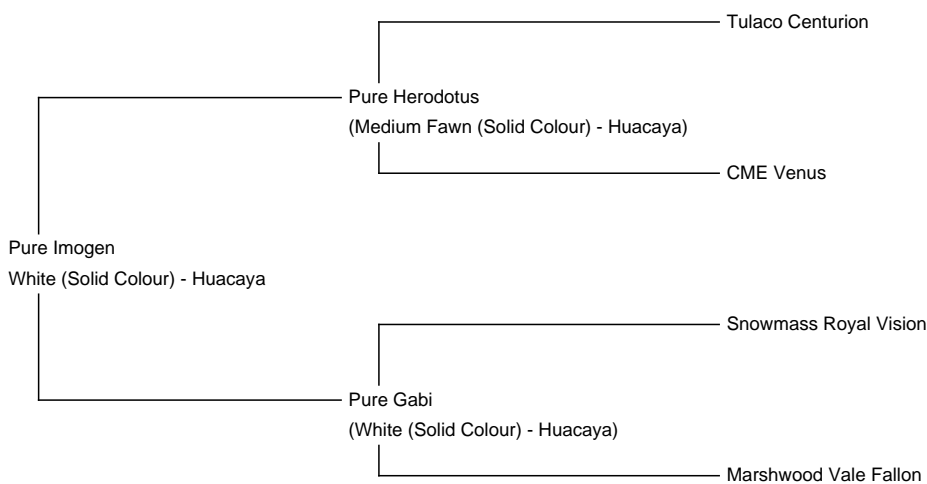 Tulaco Centurion
Pure Herodotus
(Medium Fawn (Solid Colour) - Huacaya)
CME Venus
Pure Imogen
White (Solid Colour) - Huacaya
Snowmass Royal Vision
Pure Gabi
(White (Solid Colour) - Huacaya)
Marshwood Vale Fallon